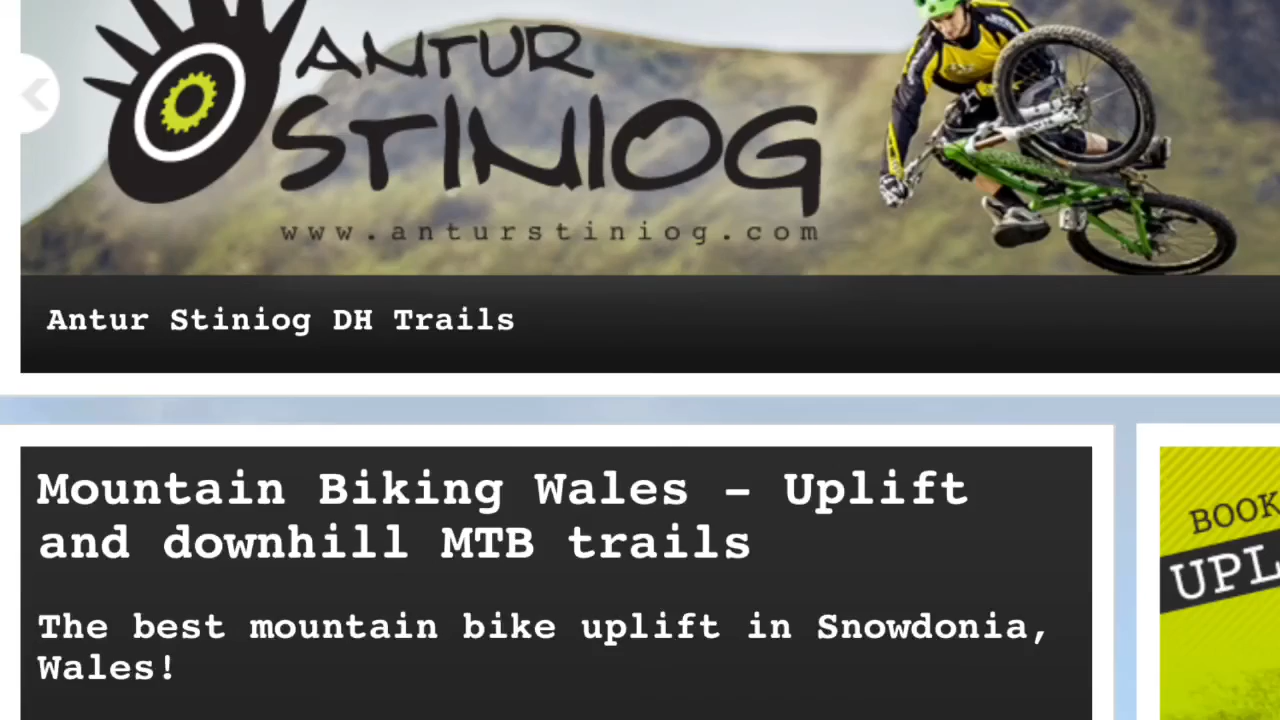 ANTUR
STINIOG
www.anturstiniog.com
Antur Stiniog DH Trails
Mountain Biking Wales – Uplift
and downhill MTB trails
The best mountain bike uplift in Snowdonia,
Wales!
BOOK